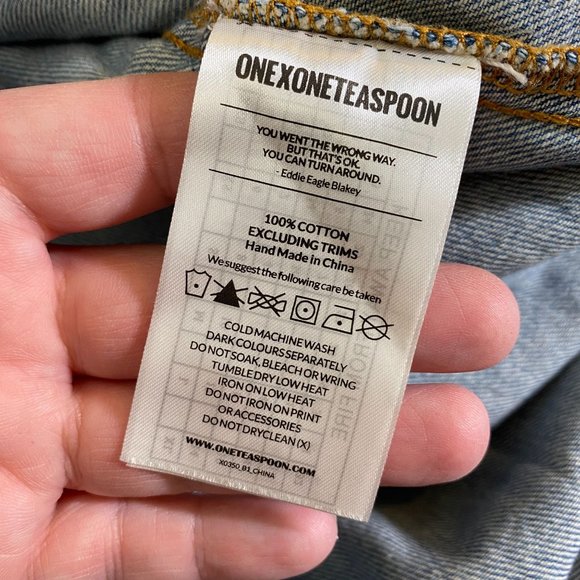 ONEXONETEASPOON
YOU WENT THE WRONG WAY.
BUT THAT'S OK.
YOU CAN TURN AROUND.
- Eddie Eagle Blakey
100% COTTON
EXCLUDING TRIMS
Hand Made in China
We suggest the following care be taken
COLD MACHINE WASH
DARK COLOURS SEPARATELY
DO NOT SOAK, BLEACH OR WRING
TUMBLE DRY LOW HEAT
IRON ON LOW HEAT
DO NOT IRON ON PRINT
OR ACCESSORIES
DO NOT DRYCLEAN (X)
WWW.ONETEASPOON.COM
X0350_B1_CHINA